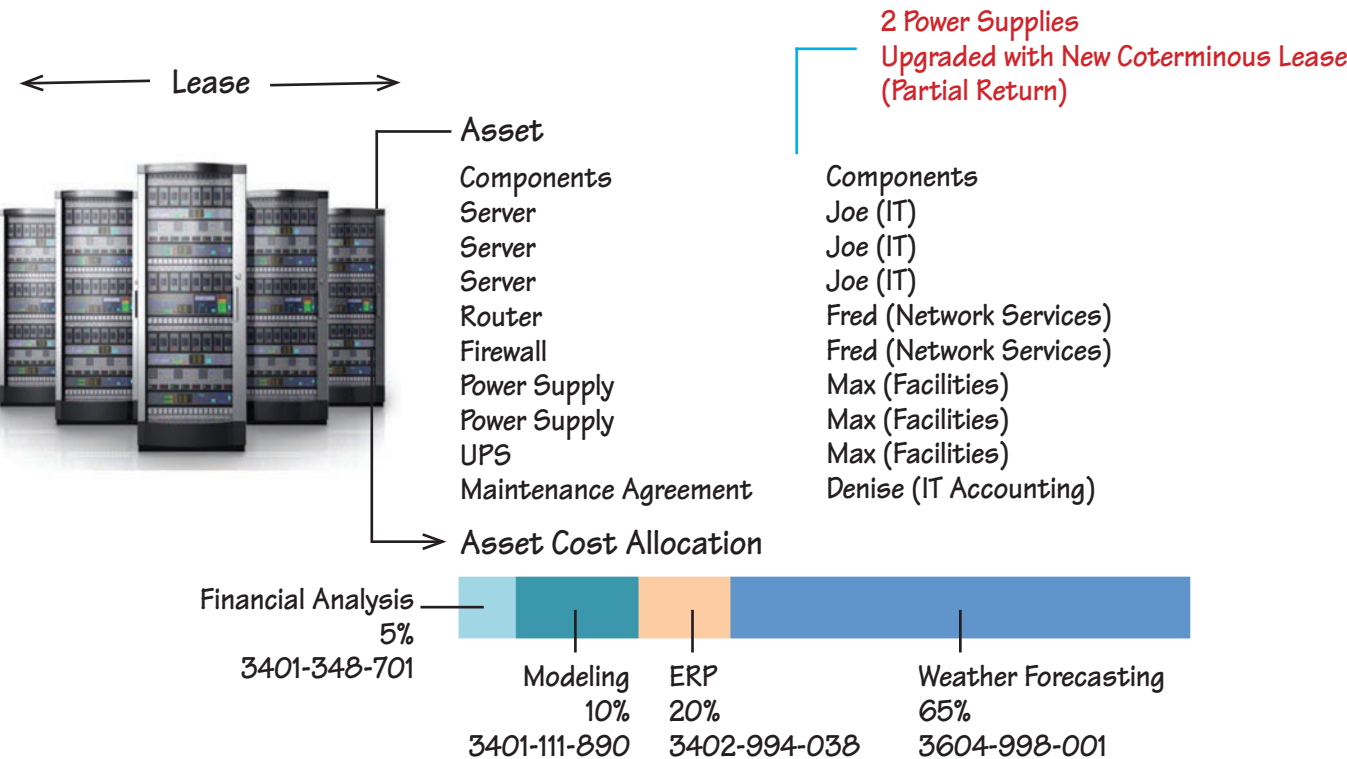 2 Power Supplies
Upgraded with New Coterminous Lease
(Partial Return)
Lease
Asset
Components
Server
Server
Server
Router
Firewall
Power Supply
Power Supply
UPS
Maintenance Agreement
Components
Joe (IT)
Joe (IT)
Joe (IT)
Fred (Network Services)
Fred (Network Services)
Max (Facilities)
Max (Facilities)
Max (Facilities)
Denise (IT Accounting)
Asset Cost Allocation
Financial Analysis
5%
3401-348-701
Modeling
10%
3401-111-890
ERP
20%
3402-994-038
Weather Forecasting
65%
3604-998-001